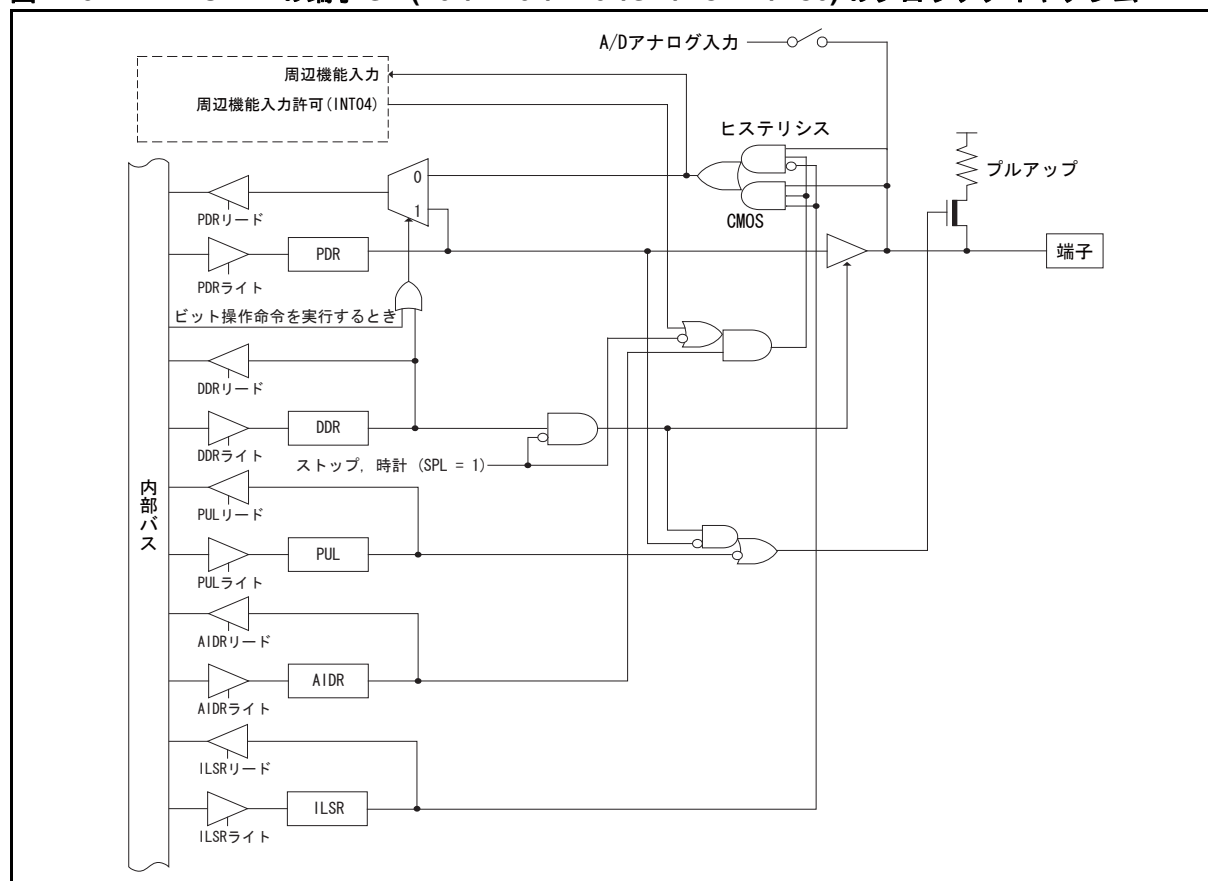 A/Dアナログ入力
周辺機能入力
周辺機能入力許可(INT04)
ヒステリシス
プルアップ
0
1
CMOS
PDRリード
PDR
端子
PDRライト
ビット操作命令を実行するとき
DDRリード
DDR
DDRライト
ストップ, 時計 (SPL = 1)
内部バス
PULリード
PUL
PULライト
AIDRリード
AIDR
AIDRライト
ILSRリード
ILSR
ILSRライト